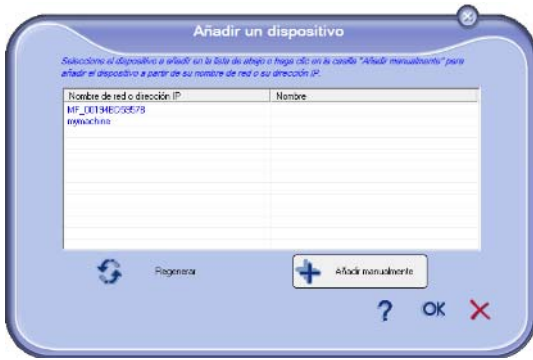 Añadir un dispositivo
Seleccione el dispositivo a añadir en la lista de abajo o haga clic en la casilla "Añadir manualmente" para
añadir el dispositivo a partir de su nombre de red o su dirección IP.
Nombre de red o dirección IP Nombre
mymachine
Regenerar Añadir manualmente
? OK